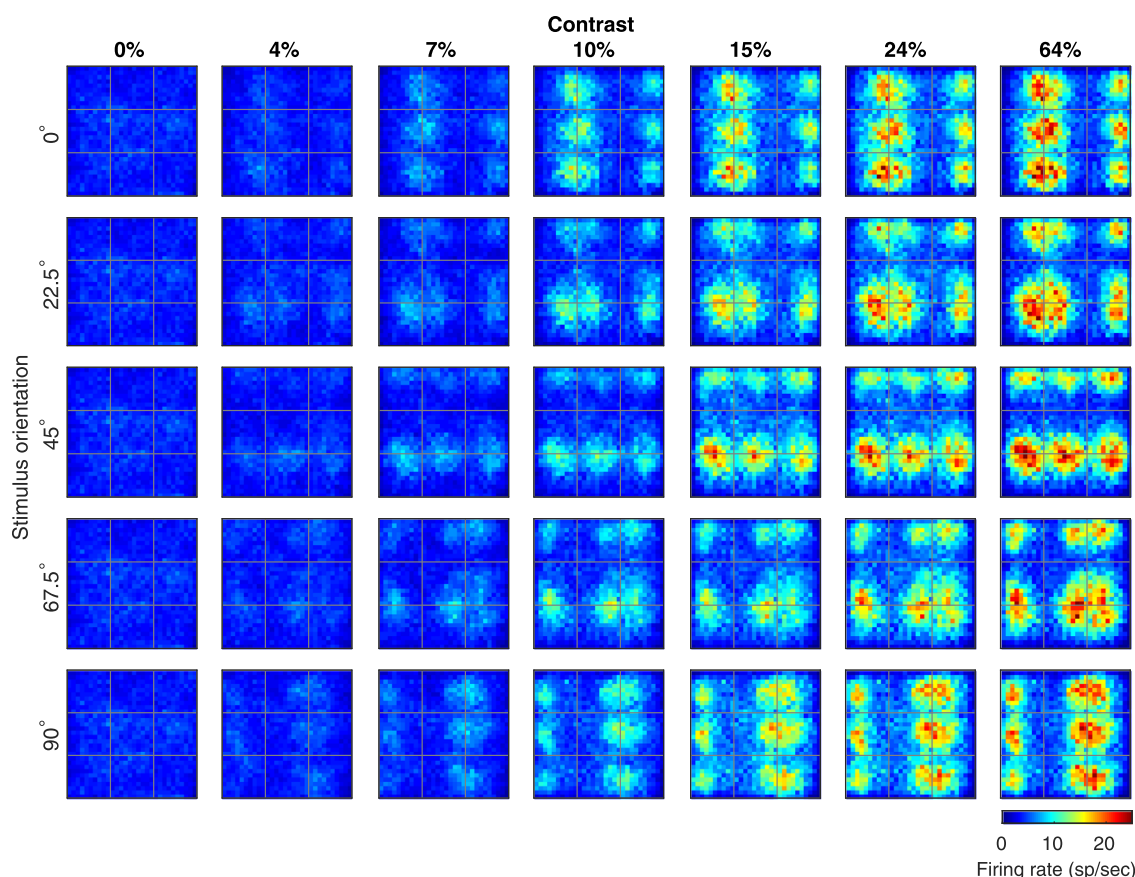 Contrast
0% 4% 7% 10% 15% 24% 64%
Stimulus orientation
0°
22.5°
45°
67.5°
90°
0 10 20
Firing rate (sp/sec)